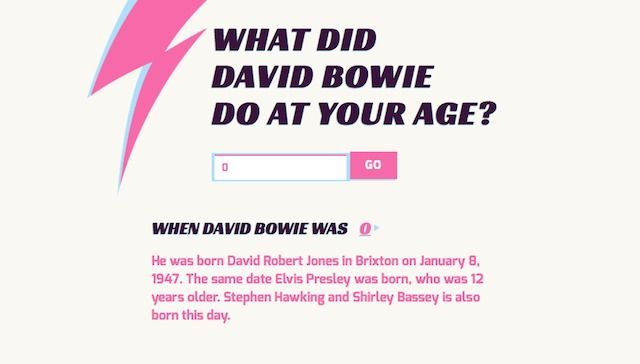 WHAT DID
DAVID BOWIE
DO AT YOUR AGE?
0
GO
WHEN DAVID BOWIE WAS 0
He was born David Robert Jones in Brixton on January 8,
1947. The same date Elvis Presley was born, who was 12
years older. Stephen Hawking and Shirley Bassey is also
born this day.